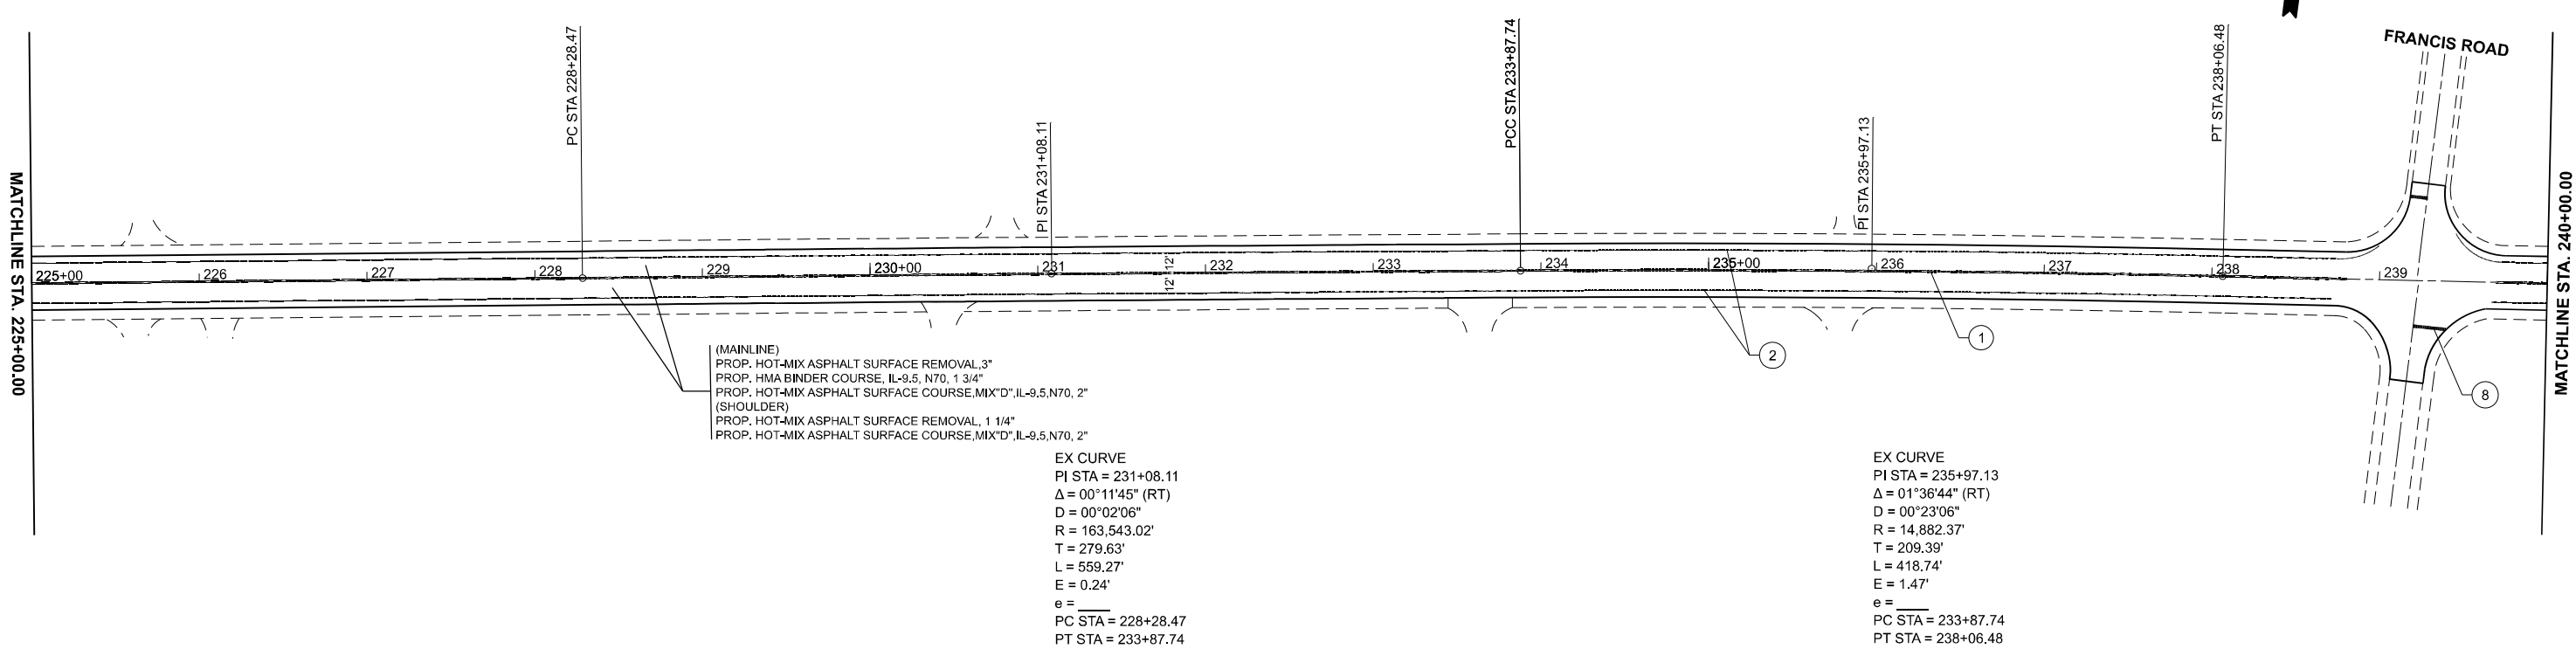 FRANCIS ROAD
PC STA 228+28.47
PI STA 231+08.11
PCC STA 233+87.74
PI STA 235+97.13
PT STA 238+06.48
MATCHLINE STA. 225+00.00
MATCHLINE STA. 240+00.00
225+00 226 227 228 229 230+00 231 232 233 234 235+00 236 237 238 239
12' 12'
1
2
8
(MAINLINE)
PROP. HOT-MIX ASPHALT SURFACE REMOVAL,3"
PROP. HMA BINDER COURSE, IL-9.5, N70, 1 3/4"
PROP. HOT-MIX ASPHALT SURFACE COURSE,MIX"D",IL-9.5,N70, 2"
(SHOULDER)
PROP. HOT-MIX ASPHALT SURFACE REMOVAL, 1 1/4"
PROP. HOT-MIX ASPHALT SURFACE COURSE,MIX"D",IL-9.5,N70, 2"
EX CURVE
PI STA = 231+08.11
Δ = 00°11'45" (RT)
D = 00°02'06"
R = 163,543.02'
T = 279.63'
L = 559.27'
E = 0.24'
e = ____
PC STA = 228+28.47
PT STA = 233+87.74
EX CURVE
PI STA = 235+97.13
Δ = 01°36'44" (RT)
D = 00°23'06"
R = 14,882.37'
T = 209.39'
L = 418.74'
E = 1.47'
e = ____
PC STA = 233+87.74
PT STA = 238+06.48